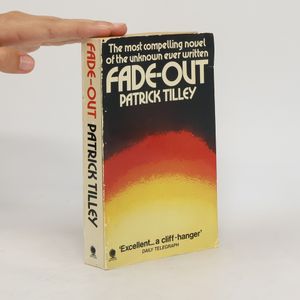 The most compelling novel
of the unknown ever written
FADE-OUT
PATRICK TILLEY
'Excellent...a cliff-hanger'
DAILY TELEGRAPH
FADE-OUT PATRICK TILLEY